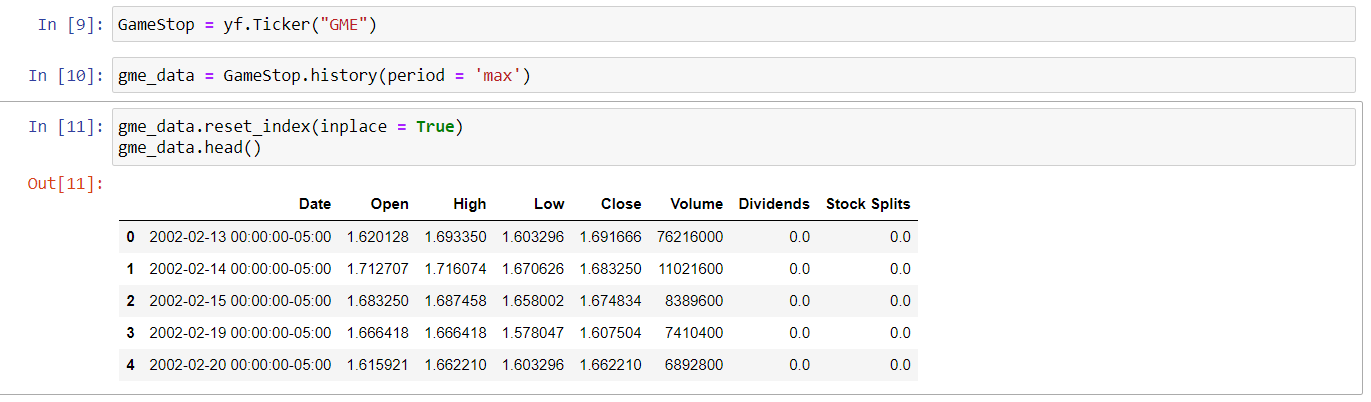 In [9]: GameStop = yf.Ticker("GME")
In [10]: gme_data = GameStop.history(period = 'max')
In [11]: gme_data.reset_index(inplace = True)
gme_data.head()
Out[11]:
Date Open High Low Close Volume Dividends Stock Splits
0 2002-02-13 00:00:00-05:00 1.620128 1.693350 1.603296 1.691666 76216000 0.0 0.0
1 2002-02-14 00:00:00-05:00 1.712707 1.716074 1.670626 1.683250 11021600 0.0 0.0
2 2002-02-15 00:00:00-05:00 1.683250 1.687458 1.658002 1.674834 8389600 0.0 0.0
3 2002-02-19 00:00:00-05:00 1.666418 1.666418 1.578047 1.607504 7410400 0.0 0.0
4 2002-02-20 00:00:00-05:00 1.615921 1.662210 1.603296 1.662210 6892800 0.0 0.0